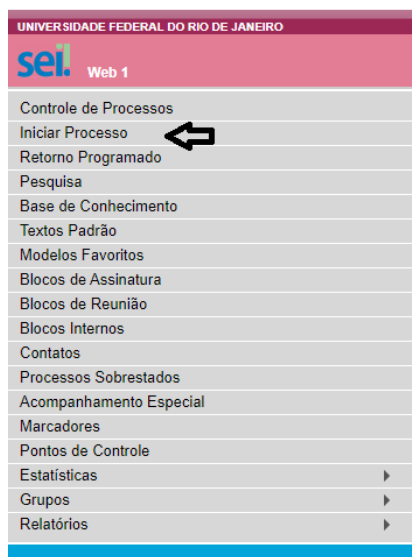 UNIVERSIDADE FEDERAL DO RIO DE JANEIRO
sei! Web 1
Controle de Processos
Iniciar Processo
Retorno Programado
Pesquisa
Base de Conhecimento
Textos Padrão
Modelos Favoritos
Blocos de Assinatura
Blocos de Reunião
Blocos Internos
Contatos
Processos Sobrestados
Acompanhamento Especial
Marcadores
Pontos de Controle
Estatísticas
Grupos
Relatórios